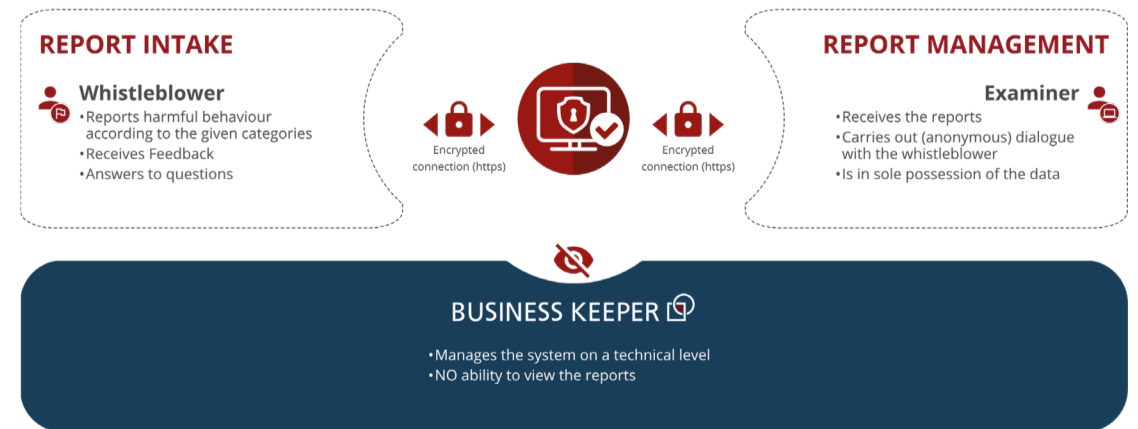 REPORT INTAKE
Whistleblower
•Reports harmful behaviour
according to the given categories
•Receives Feedback
•Answers to questions
Encrypted
connection (https)
Encrypted
connection (https)
REPORT MANAGEMENT
Examiner
•Receives the reports
•Carries out (anonymous) dialogue
with the whistleblower
•Is in sole possession of the data
BUSINESS KEEPER
•Manages the system on a technical level
•NO ability to view the reports